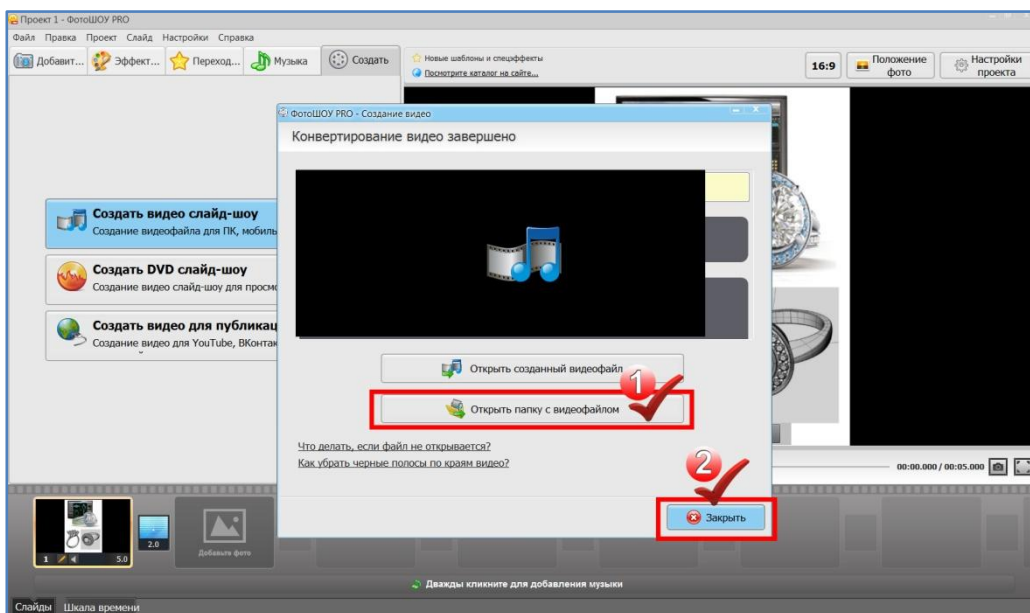 Проект 1 - ФотоШОУ PRO
Файл Правка Проект Слайд Настройки Справка
Добавит... Эффект... Переход... Музыка Создать
Новые шаблоны и спецэффекты
Посмотрите каталог на сайте...
16:9
Положение фото
Настройки проекта
ФотоШОУ PRO - Создание видео
Конвертирование видео завершено
Создать видео слайд-шоу
Создание видеофайла для ПК, мобиль
Создать DVD слайд-шоу
Создание видео слайд-шоу для просм
Создать видео для публикац
Создание видео для YouTube, ВКонтак
Открыть созданный видеофайл
1
Открыть папку с видеофайлом
Что делать, если файл не открывается?
Как убрать черные полосы по краям видео?
2
Закрыть
00:00.000 / 00:05.000
1 5.0
2.0
Добавьте фото
Дважды кликните для добавления музыки
Слайды Шкала времени